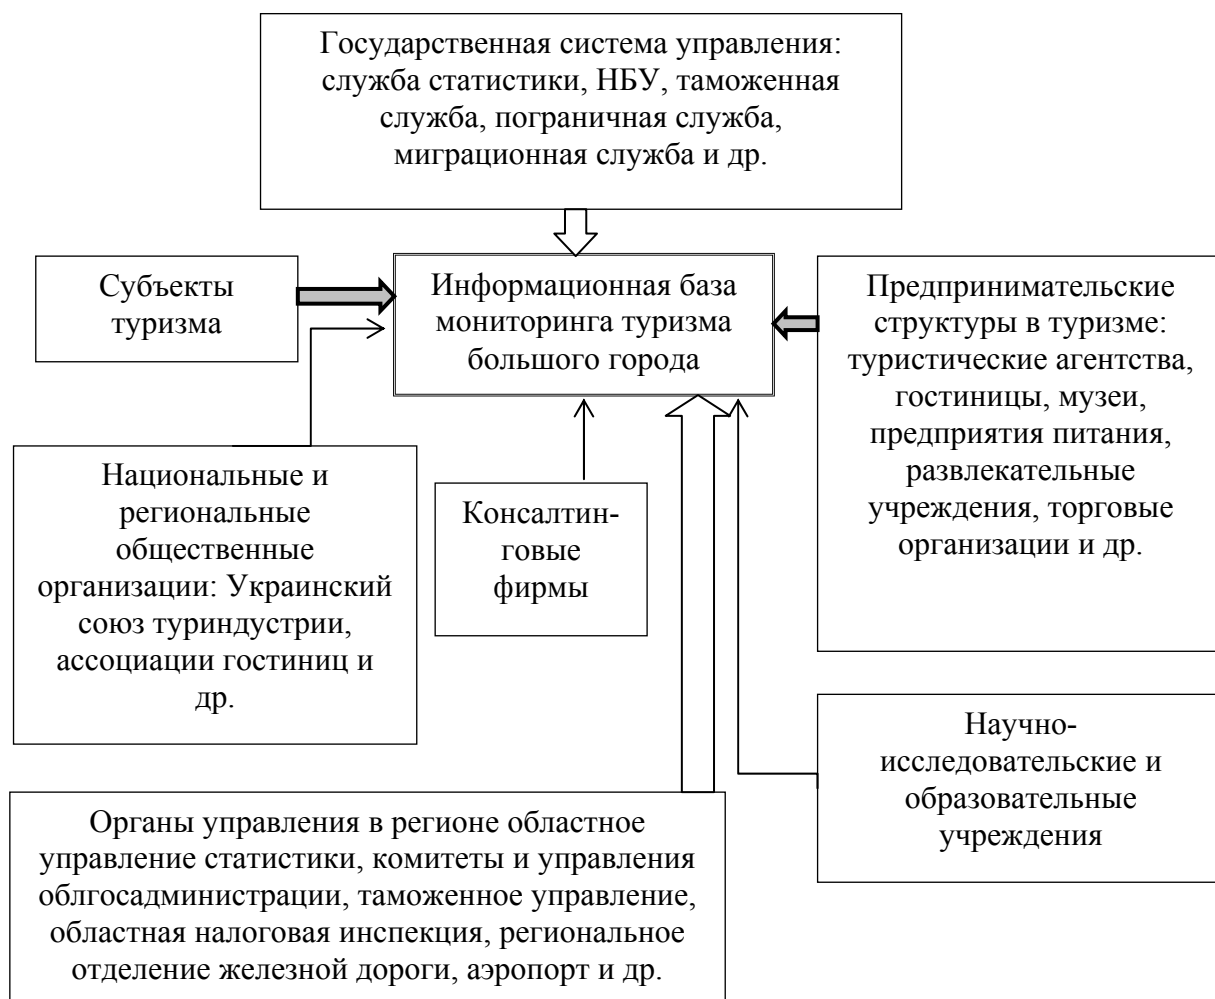 Государственная система управления:
служба статистики, НБУ, таможенная
служба, пограничная служба,
миграционная служба и др.
Субъекты
туризма
Информационная база
мониторинга туризма
большого города
Предпринимательские
структуры в туризме:
туристические агентства,
гостиницы, музеи,
предприятия питания,
развлекательные
учреждения, торговые
организации и др.
Национальные и
региональные
общественные
организации: Украинский
союз туриндустрии,
ассоциации гостиниц и
др.
Консалтин-
говые
фирмы
Научно-
исследовательские и
образовательные
учреждения
Органы управления в регионе областное
управление статистики, комитеты и управления
облгосадминистрации, таможенное управление,
областная налоговая инспекция, региональное
отделение железной дороги, аэропорт и др.